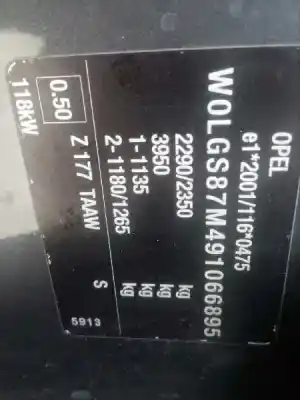 OPEL
e1*2001/116*0475
W0LGS87M491066895
2290/2350 kg
3950 kg
1-1135 kg
2-1180/1265 kg
Z 177 TAAW S
0.50
118kW
5913